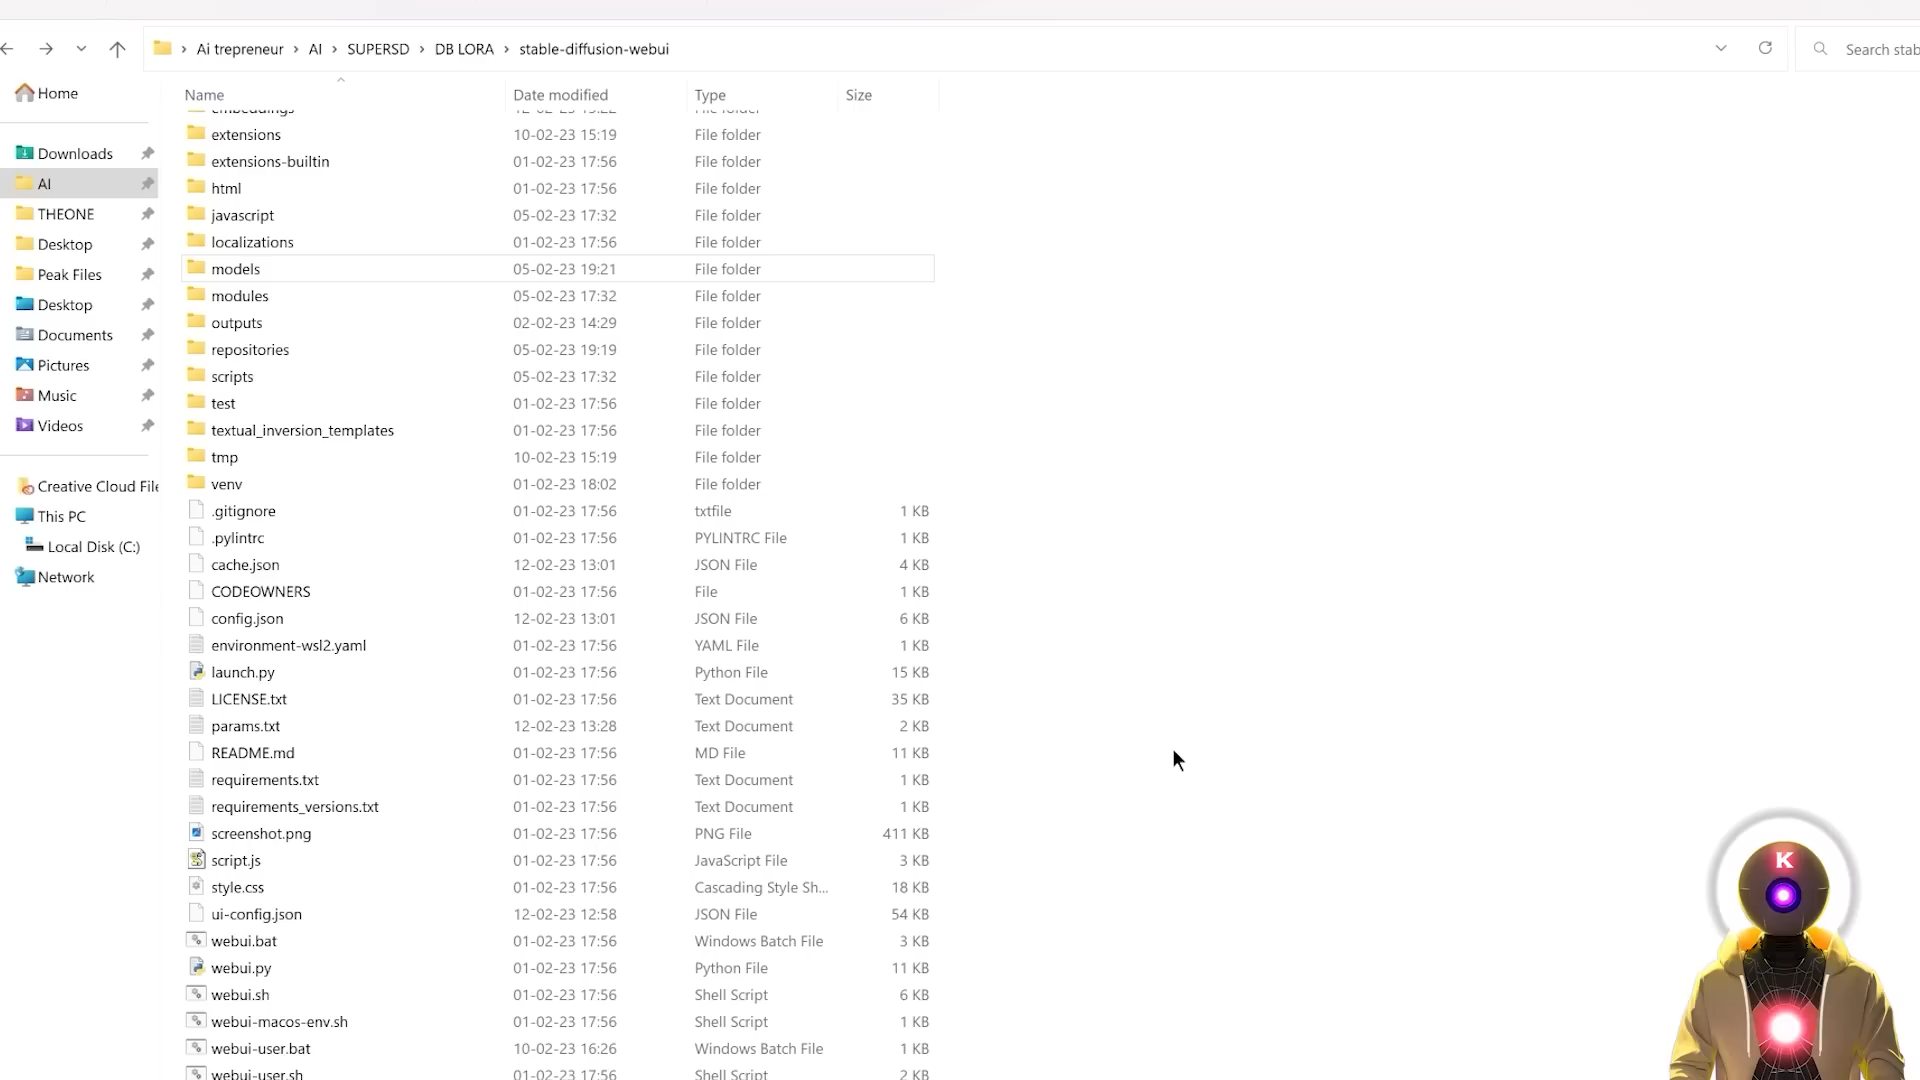 Ai trepreneur > AI > SUPERSD > DB LORA > stable-diffusion-webui
Search stab
Home
Downloads
AI
THEONE
Desktop
Peak Files
Desktop
Documents
Pictures
Music
Videos
Creative Cloud File
This PC
Local Disk (C:)
Network
Name Date modified Type Size
embeddings 12-02-23 13:22 File folder
extensions 10-02-23 15:19 File folder
extensions-builtin 01-02-23 17:56 File folder
html 01-02-23 17:56 File folder
javascript 05-02-23 17:32 File folder
localizations 01-02-23 17:56 File folder
models 05-02-23 19:21 File folder
modules 05-02-23 17:32 File folder
outputs 02-02-23 14:29 File folder
repositories 05-02-23 19:19 File folder
scripts 05-02-23 17:32 File folder
test 01-02-23 17:56 File folder
textual_inversion_templates 01-02-23 17:56 File folder
tmp 10-02-23 15:19 File folder
venv 01-02-23 18:02 File folder
.gitignore 01-02-23 17:56 txtfile 1 KB
.pylintrc 01-02-23 17:56 PYLINTRC File 1 KB
cache.json 12-02-23 13:01 JSON File 4 KB
CODEOWNERS 01-02-23 17:56 File 1 KB
config.json 12-02-23 13:01 JSON File 6 KB
environment-wsl2.yaml 01-02-23 17:56 YAML File 1 KB
launch.py 01-02-23 17:56 Python File 15 KB
LICENSE.txt 01-02-23 17:56 Text Document 35 KB
params.txt 12-02-23 13:28 Text Document 2 KB
README.md 01-02-23 17:56 MD File 11 KB
requirements.txt 01-02-23 17:56 Text Document 1 KB
requirements_versions.txt 01-02-23 17:56 Text Document 1 KB
screenshot.png 01-02-23 17:56 PNG File 411 KB
script.js 01-02-23 17:56 JavaScript File 3 KB
style.css 01-02-23 17:56 Cascading Style Sh... 18 KB
ui-config.json 12-02-23 12:58 JSON File 54 KB
webui.bat 01-02-23 17:56 Windows Batch File 3 KB
webui.py 01-02-23 17:56 Python File 11 KB
webui.sh 01-02-23 17:56 Shell Script 6 KB
webui-macos-env.sh 01-02-23 17:56 Shell Script 1 KB
webui-user.bat 10-02-23 16:26 Windows Batch File 1 KB
webui-user.sh 01-02-23 17:56 Shell Script 2 KB
K